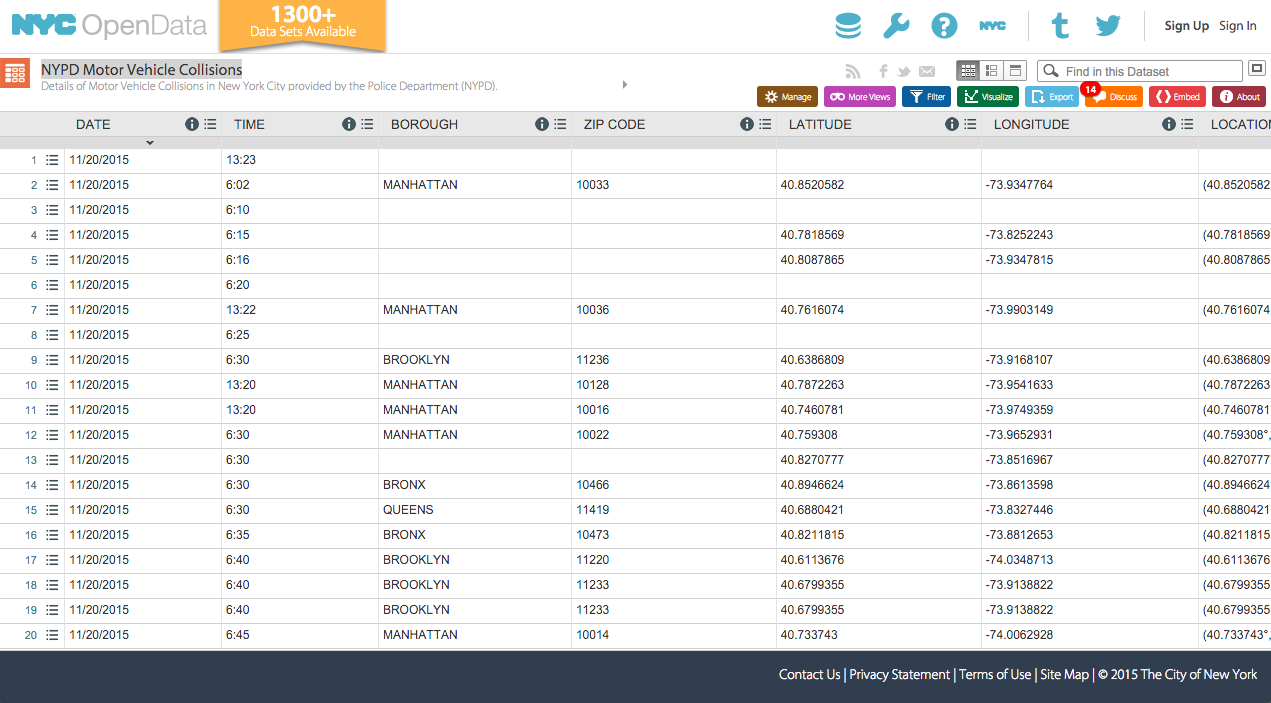 NYC OpenData
1300+
Data Sets Available
NYC
Sign Up Sign In
NYPD Motor Vehicle Collisions
Details of Motor Vehicle Collisions in New York City provided by the Police Department (NYPD).
Find in this Dataset
Manage More Views Filter Visualize Export 14 Discuss Embed About
DATE TIME BOROUGH ZIP CODE LATITUDE LONGITUDE LOCATION
1 11/20/2015 13:23
2 11/20/2015 6:02 MANHATTAN 10033 40.8520582 -73.9347764 (40.8520582
3 11/20/2015 6:10
4 11/20/2015 6:15 40.7818569 -73.8252243 (40.7818569
5 11/20/2015 6:16 40.8087865 -73.9347815 (40.8087865
6 11/20/2015 6:20
7 11/20/2015 13:22 MANHATTAN 10036 40.7616074 -73.9903149 (40.7616074
8 11/20/2015 6:25
9 11/20/2015 6:30 BROOKLYN 11236 40.6386809 -73.9168107 (40.6386809
10 11/20/2015 13:20 MANHATTAN 10128 40.7872263 -73.9541633 (40.7872263
11 11/20/2015 13:20 MANHATTAN 10016 40.7460781 -73.9749359 (40.7460781
12 11/20/2015 6:30 MANHATTAN 10022 40.759308 -73.9652931 (40.759308°,
13 11/20/2015 6:30 40.8270777 -73.8516967 (40.8270777
14 11/20/2015 6:30 BRONX 10466 40.8946624 -73.8613598 (40.8946624
15 11/20/2015 6:30 QUEENS 11419 40.6880421 -73.8327446 (40.6880421
16 11/20/2015 6:35 BRONX 10473 40.8211815 -73.8812653 (40.8211815
17 11/20/2015 6:40 BROOKLYN 11220 40.6113676 -74.0348713 (40.6113676
18 11/20/2015 6:40 BROOKLYN 11233 40.6799355 -73.9138822 (40.6799355
19 11/20/2015 6:40 BROOKLYN 11233 40.6799355 -73.9138822 (40.6799355
20 11/20/2015 6:45 MANHATTAN 10014 40.733743 -74.0062928 (40.733743°,
Contact Us | Privacy Statement | Terms of Use | Site Map | © 2015 The City of New York